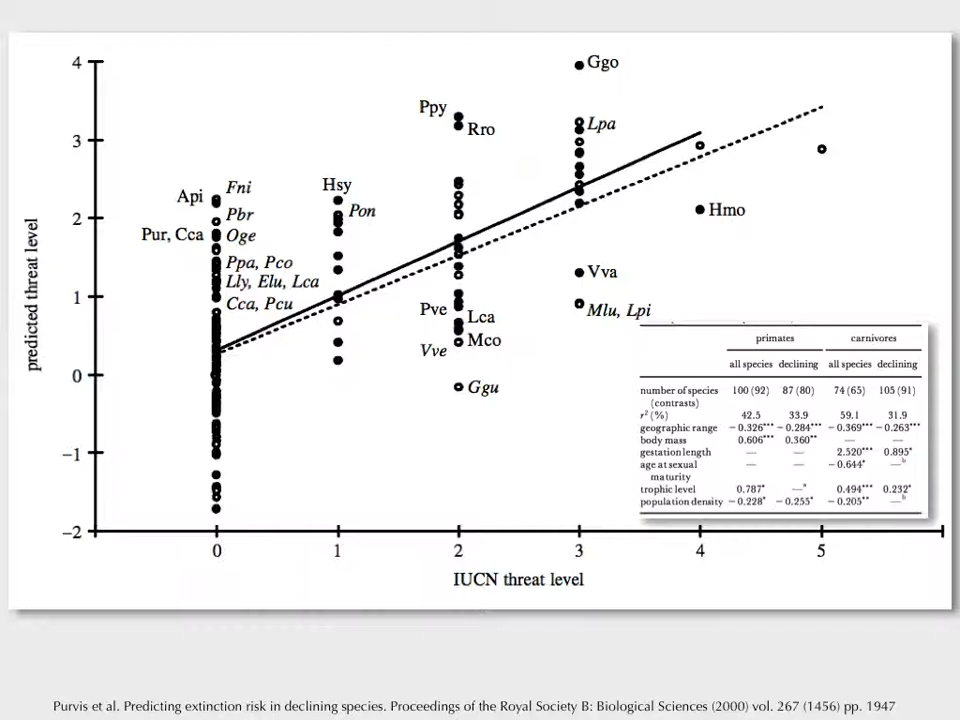 4
3
2
1
0
−1
−2
predicted threat level
Ggo
Ppy
Rro
Lpa
Hsy
Pon
Api
Fni
Pbr
Pur, Cca
Oge
Ppa, Pco
Lly, Elu, Lca
Cca, Pcu
Hmo
Vva
Mlu, Lpi
Pve
Lca
Mco
Vve
Ggu
0 1 2 3 4 5
IUCN threat level
primates carnivores
all species declining all species declining
number of species 100 (92) 87 (80) 74 (65) 105 (91)
(contrasts)
r² (%) 42.5 33.9 59.1 31.9
geographic range −0.326*** −0.284*** −0.369*** −0.263***
body mass 0.606*** 0.360** — —
gestation length — — 2.520*** 0.895*
age at sexual — — −0.644* —b
maturity
trophic level 0.787* —a 0.494*** 0.232*
population density −0.228* −0.255* −0.205** —b
Purvis et al. Predicting extinction risk in declining species. Proceedings of the Royal Society B: Biological Sciences (2000) vol. 267 (1456) pp. 1947